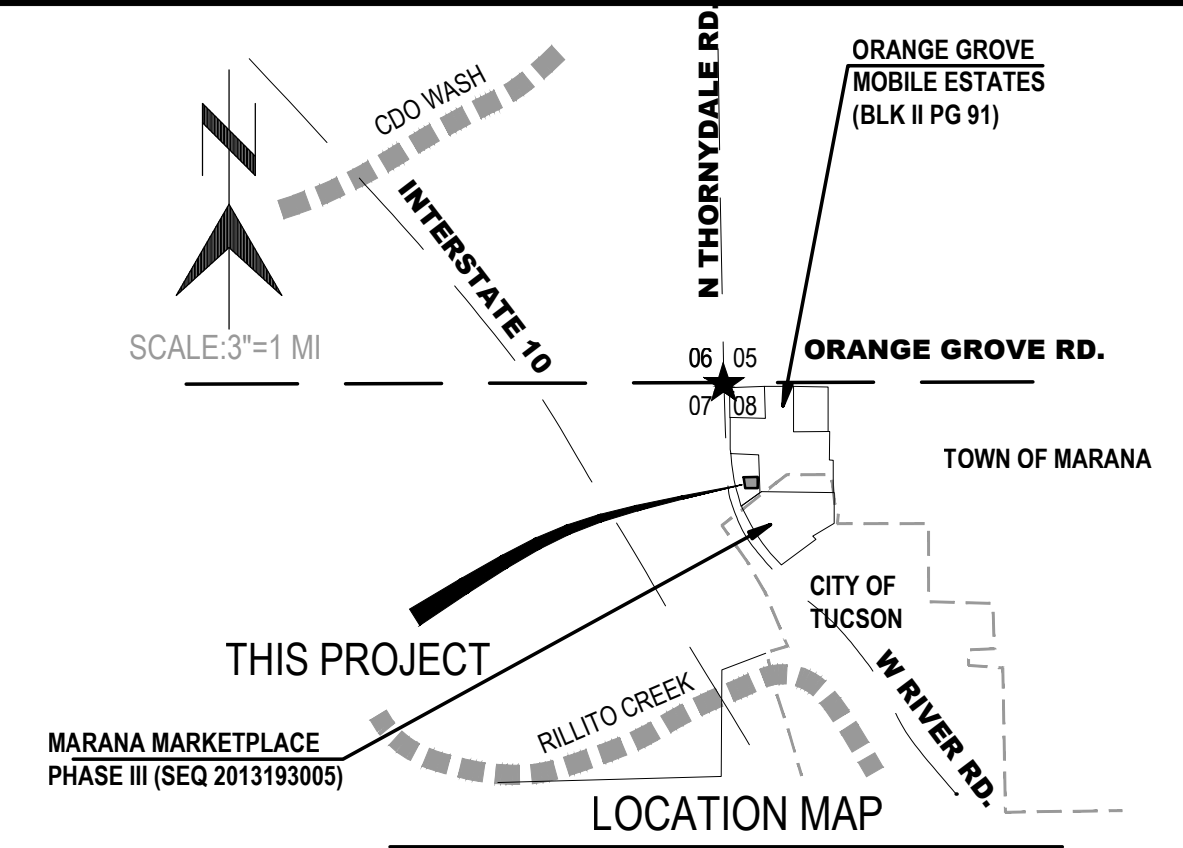 N THORNYDALE RD.
ORANGE GROVE
MOBILE ESTATES
(BLK II PG 91)
CDO WASH
N
INTERSTATE 10
SCALE:3"=1 MI
06 05
ORANGE GROVE RD.
07 08
TOWN OF MARANA
CITY OF
TUCSON
THIS PROJECT
W RIVER RD.
RILLITO CREEK
MARANA MARKETPLACE
PHASE III (SEQ 2013193005)
LOCATION MAP